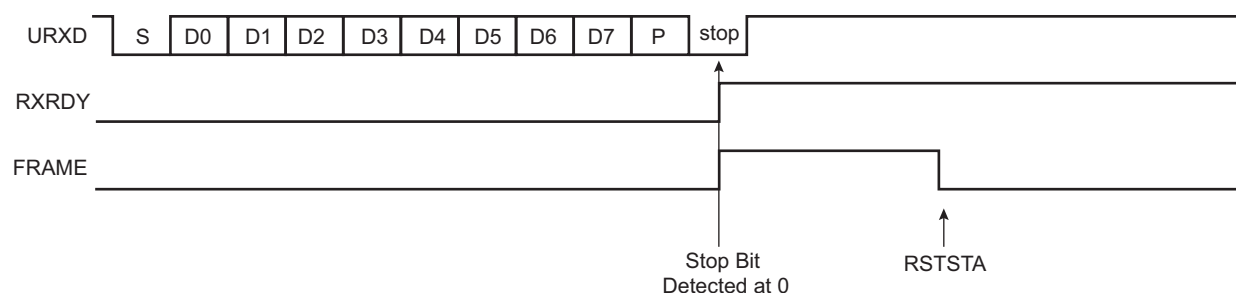 URXD S D0 D1 D2 D3 D4 D5 D6 D7 P stop
RXRDY
FRAME
Stop Bit
Detected at 0
RSTSTA